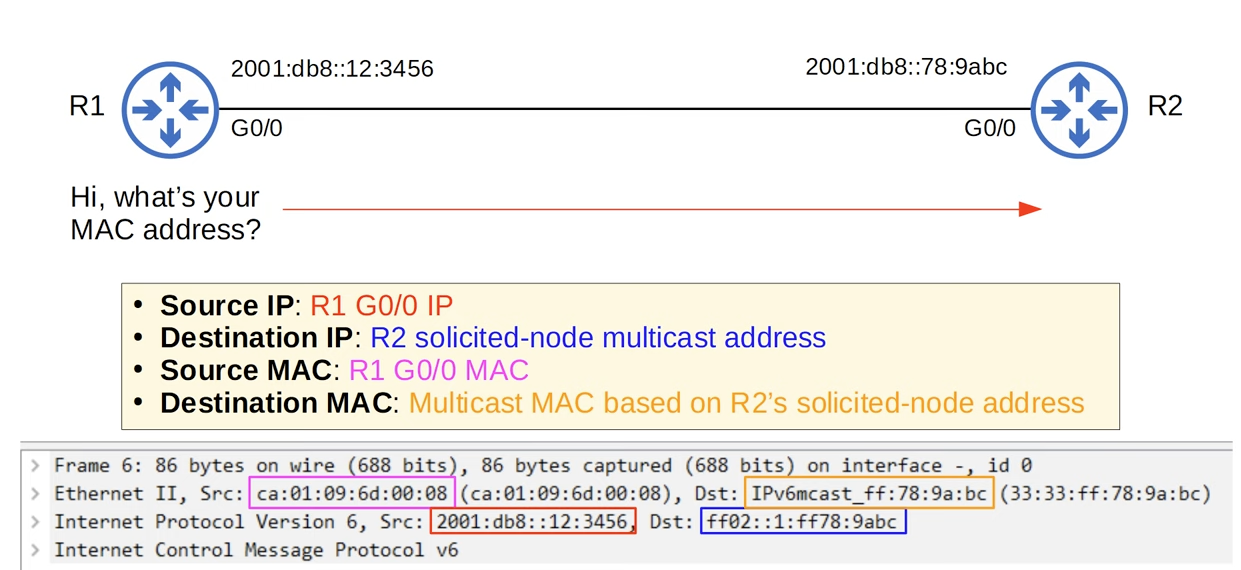 2001:db8::12:3456
2001:db8::78:9abc
R1
R2
G0/0
G0/0
Hi, what's your
MAC address?
• Source IP: R1 G0/0 IP
• Destination IP: R2 solicited-node multicast address
• Source MAC: R1 G0/0 MAC
• Destination MAC: Multicast MAC based on R2's solicited-node address
> Frame 6: 86 bytes on wire (688 bits), 86 bytes captured (688 bits) on interface -, id 0
> Ethernet II, Src: ca:01:09:6d:00:08 (ca:01:09:6d:00:08), Dst: IPv6mcast_ff:78:9a:bc (33:33:ff:78:9a:bc)
> Internet Protocol Version 6, Src: 2001:db8::12:3456, Dst: ff02::1:ff78:9abc
> Internet Control Message Protocol v6